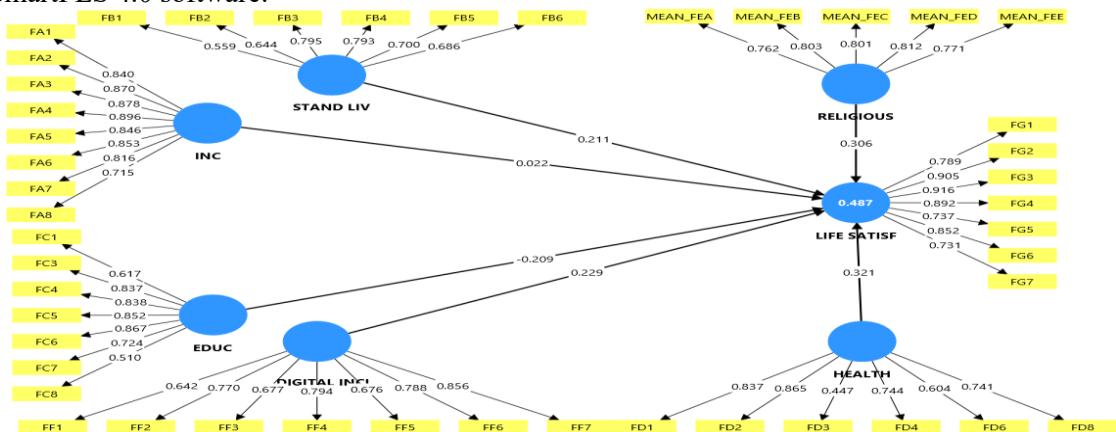 SmartPLS 4.0 software.
FB1 FB2 FB3 FB4 FB5 FB6
0.559 0.644 0.795 0.793 0.700 0.686
STAND LIV
MEAN_FEA MEAN_FEB MEAN_FEC MEAN_FED MEAN_FEE
0.762 0.803 0.801 0.812 0.771
RELIGIOUS
FA1
FA2
FA3
FA4
FA5
FA6
FA7
FA8
0.840
0.870
0.878
0.896
0.846
0.853
0.816
0.715
INC
0.211
0.022
0.306
0.487
LIFE SATISF
FG1
FG2
FG3
FG4
FG5
FG6
FG7
0.789
0.905
0.916
0.892
0.737
0.852
0.731
FC1
FC3
FC4
FC5
FC6
FC7
FC8
0.617
0.837
0.838
0.852
0.867
0.724
0.510
EDUC
-0.209
0.229
0.321
DIGITAL INCL
0.642 0.770 0.677 0.794 0.676 0.788 0.856
FF1 FF2 FF3 FF4 FF5 FF6 FF7
HEALTH
0.837 0.865 0.447 0.744 0.604 0.741
FD1 FD2 FD3 FD4 FD6 FD8